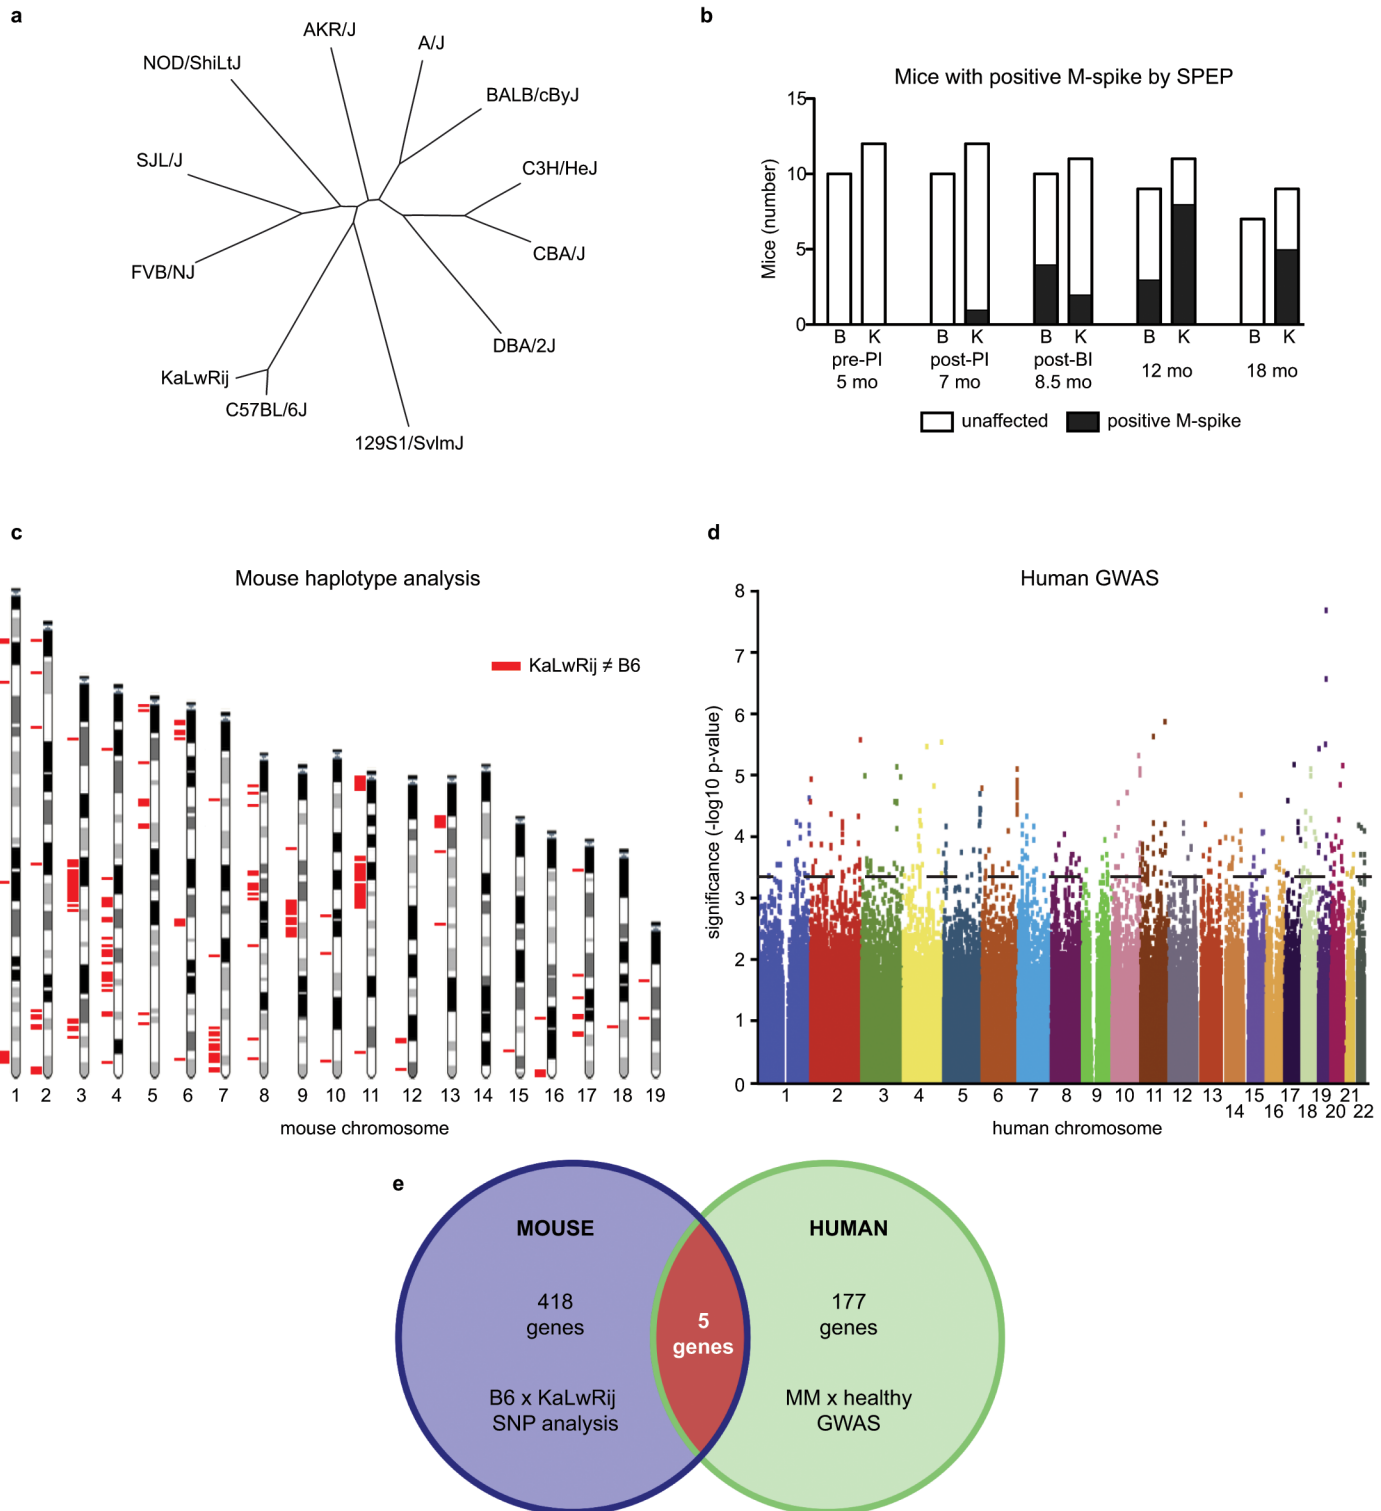 a
AKR/J
A/J
NOD/ShiLtJ
BALB/cByJ
SJL/J
C3H/HeJ
CBA/J
FVB/NJ
DBA/2J
KaLwRij
C57BL/6J
129S1/SvlmJ
b
Mice with positive M-spike by SPEP
Mice (number)
15
10
5
0
B K B K B K B K B K
pre-PI post-PI post-BI 12 mo 18 mo
5 mo 7 mo 8.5 mo
unaffected positive M-spike
c
Mouse haplotype analysis
KaLwRij ≠ B6
1 2 3 4 5 6 7 8 9 10 11 12 13 14 15 16 17 18 19
mouse chromosome
d
Human GWAS
significance (-log10 p-value)
8
7
6
5
4
3
2
1
0
1 2 3 4 5 6 7 8 9 10 11 12 13 15 17 19 21
14 16 18 20 22
human chromosome
e
MOUSE
418
genes
B6 x KaLwRij
SNP analysis
5
genes
HUMAN
177
genes
MM x healthy
GWAS